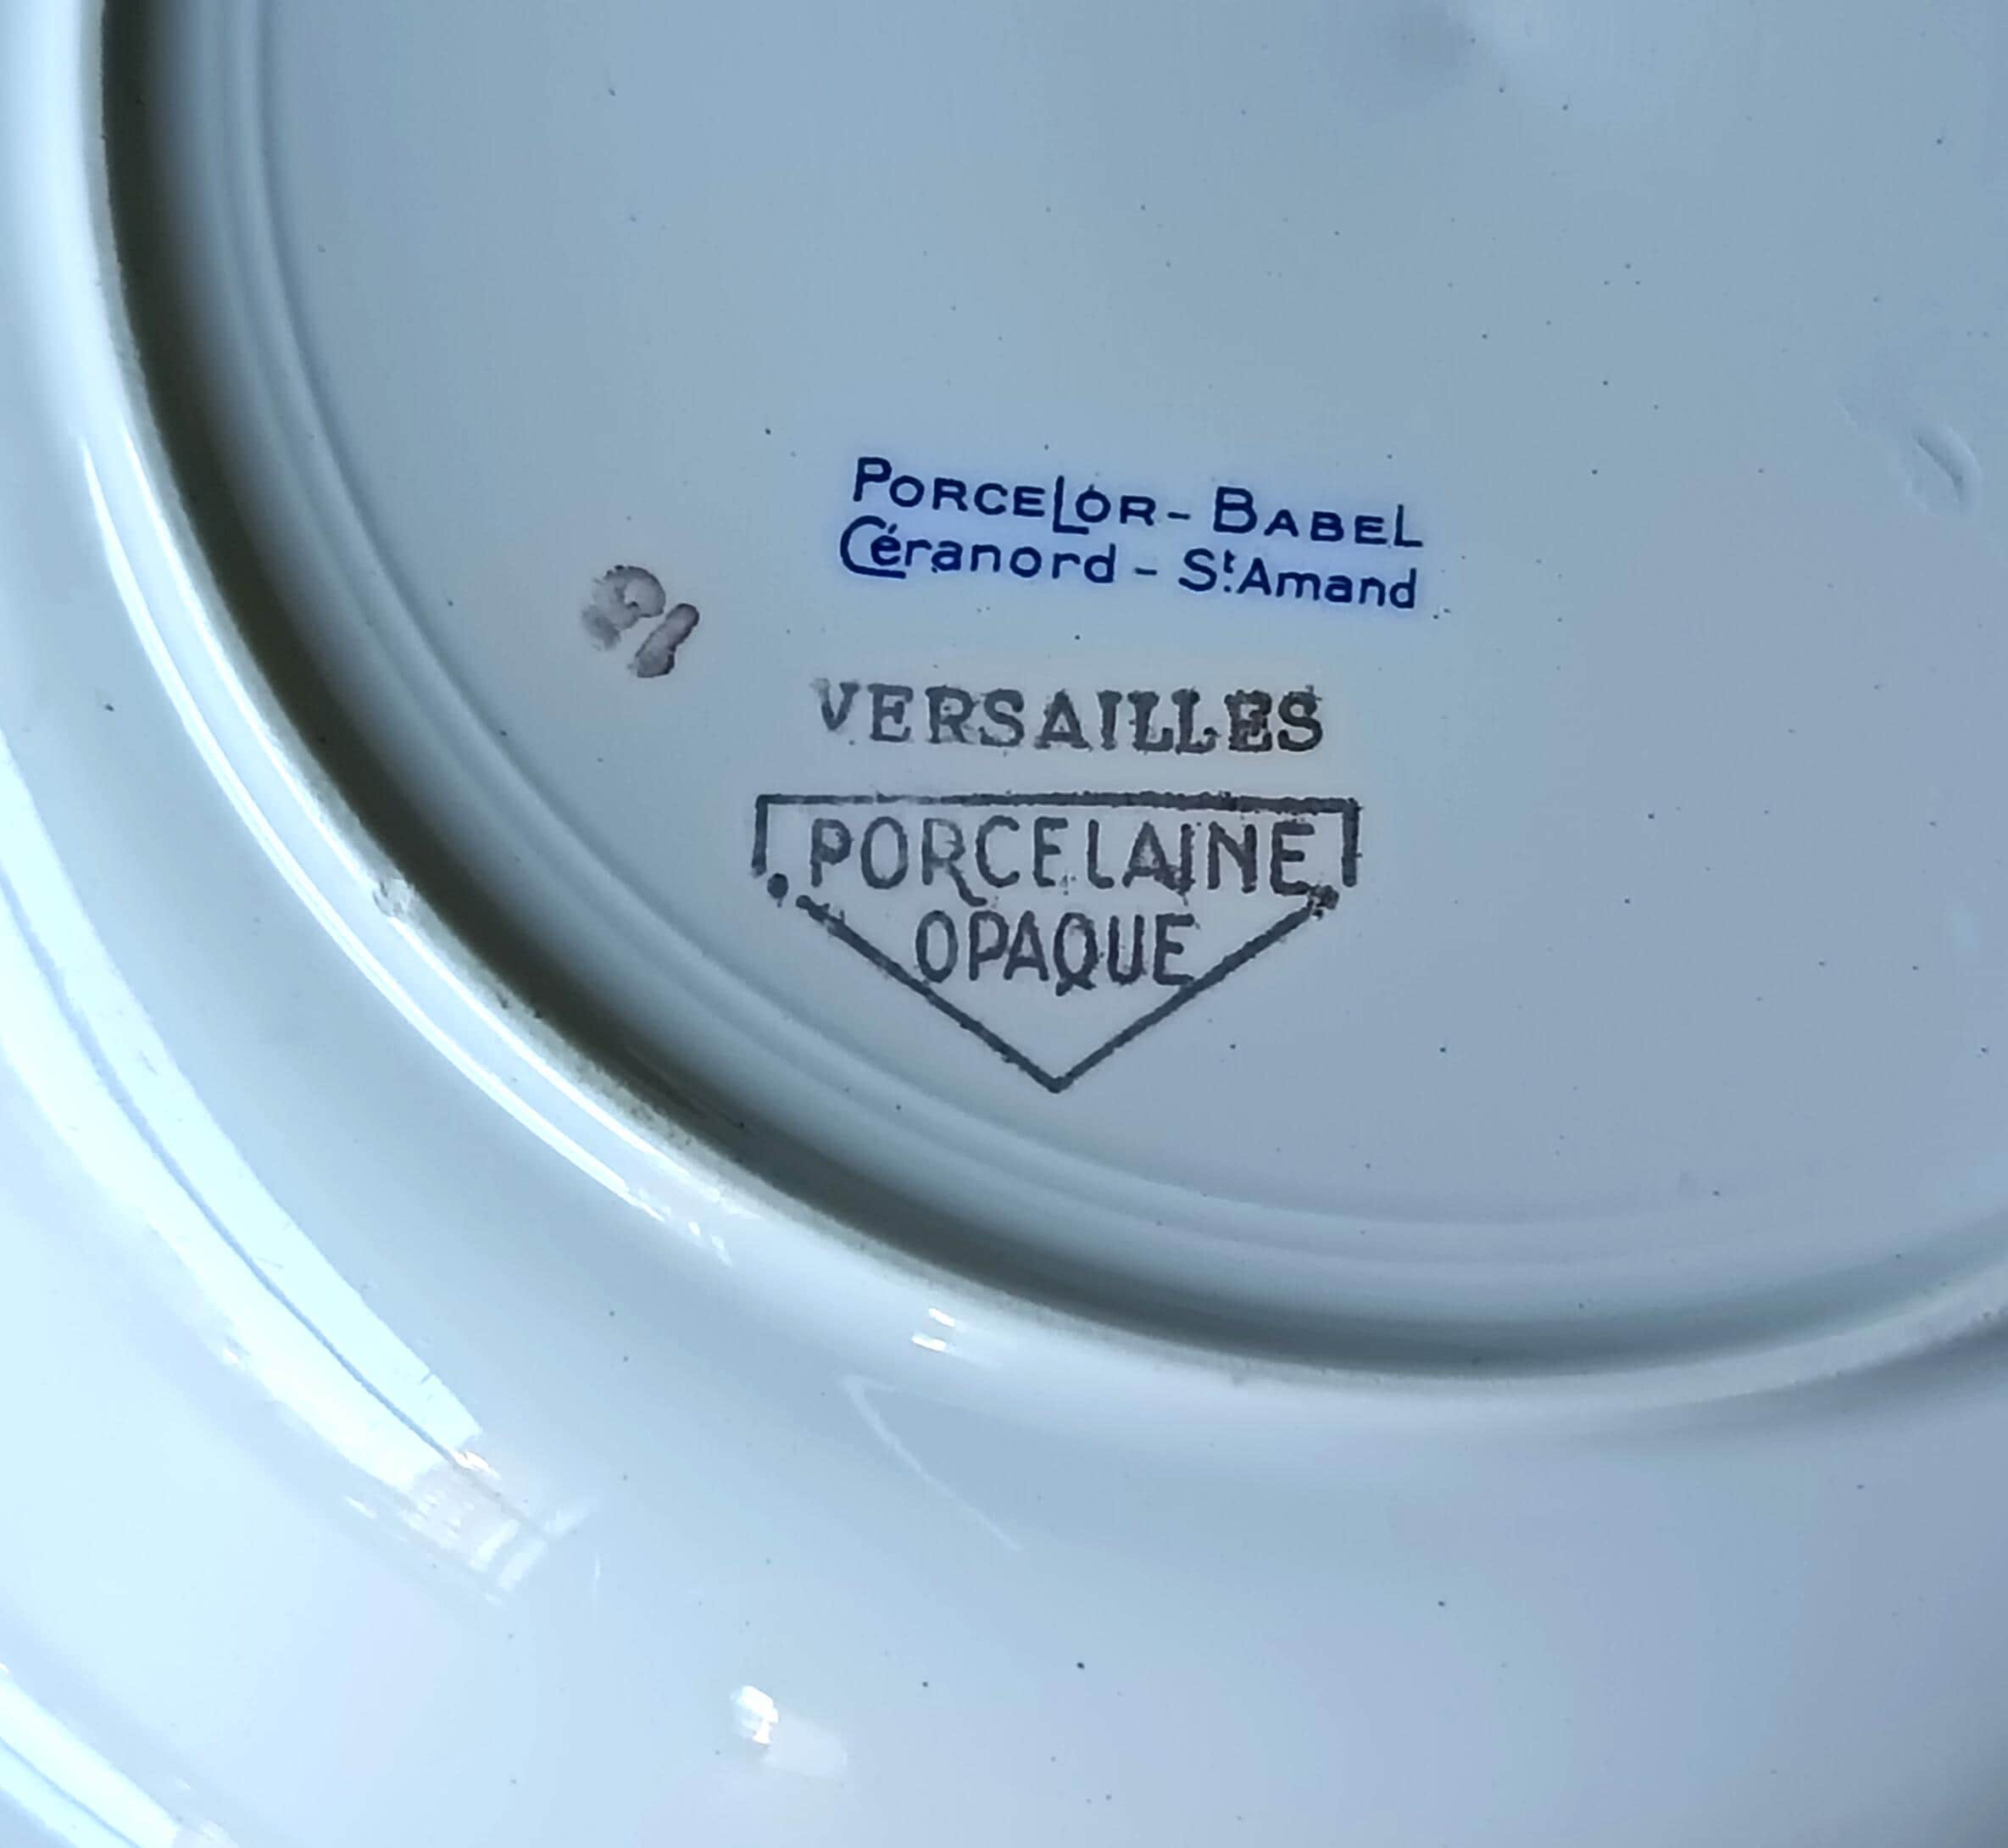 PORCELOR - BABEL
Céranord - St Amand
VERSAILLES
PORCELAINE
OPAQUE